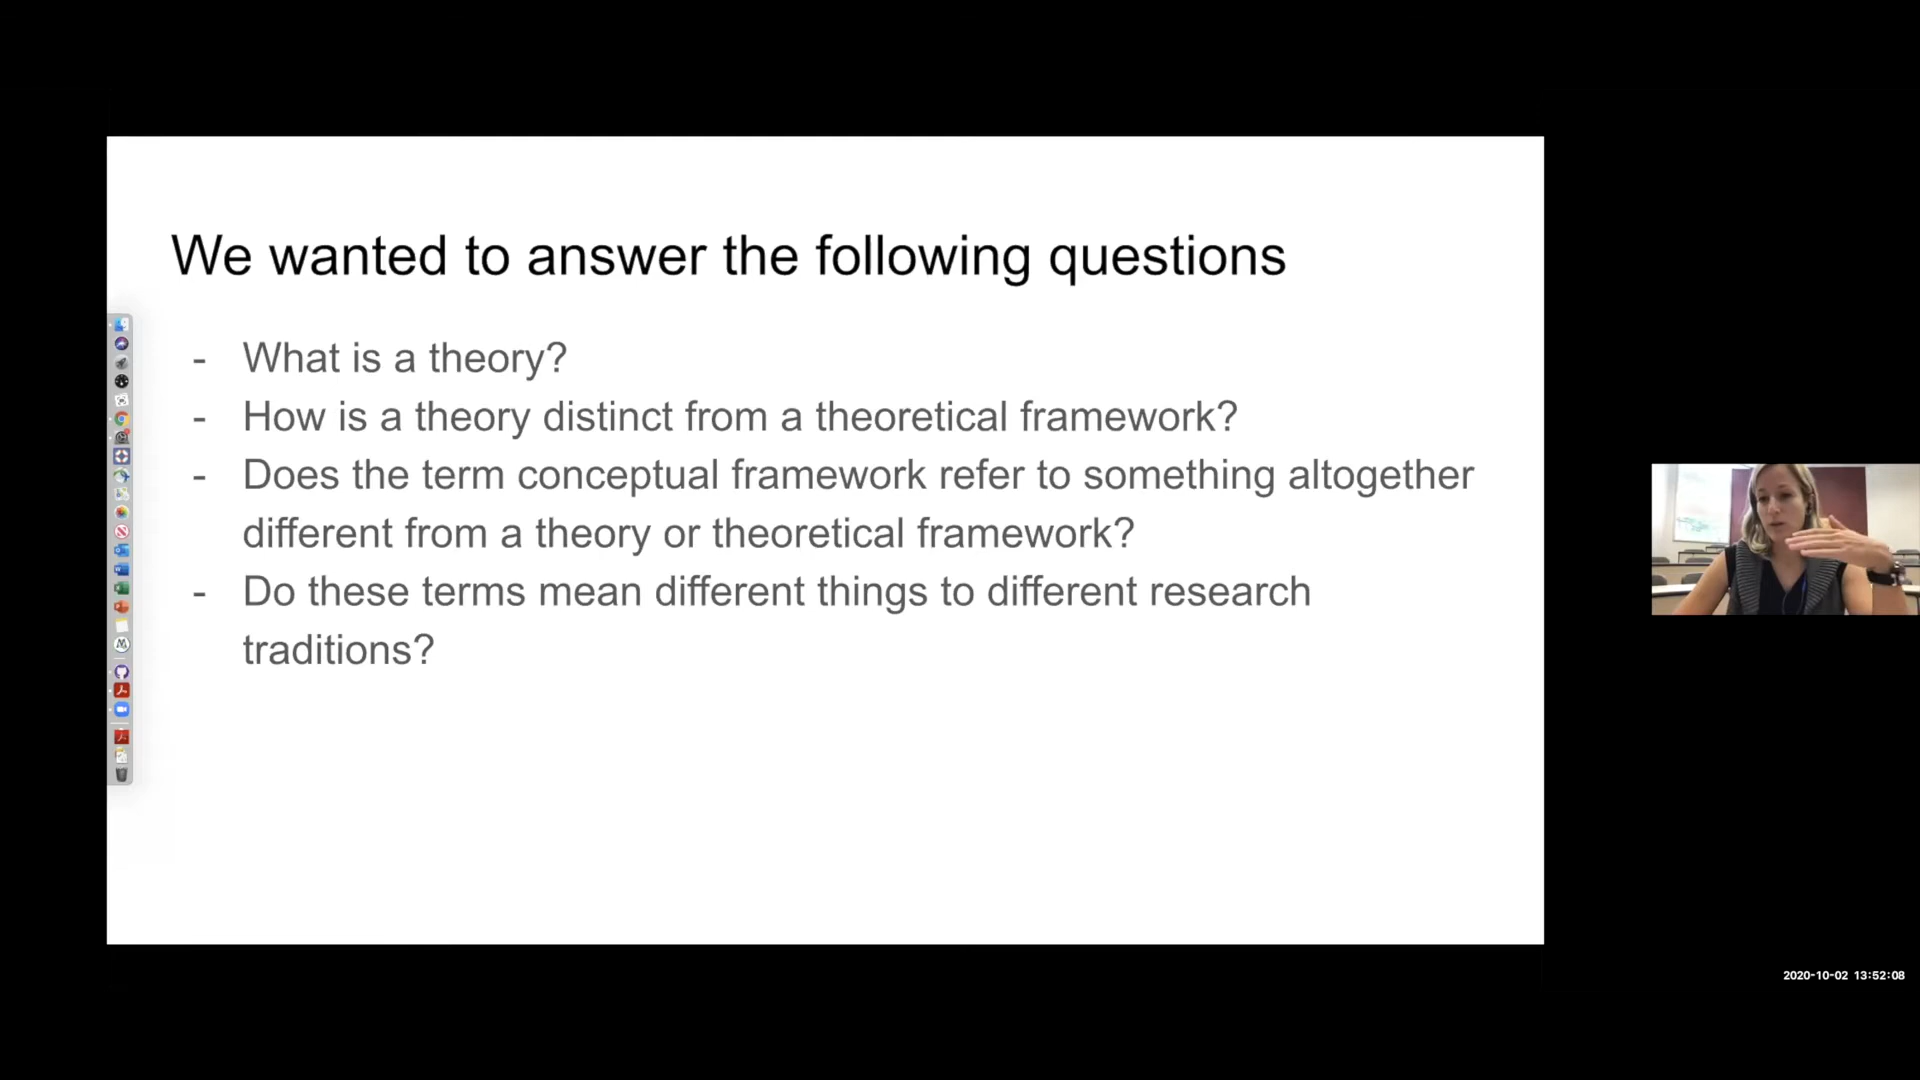 We wanted to answer the following questions
- What is a theory?
- How is a theory distinct from a theoretical framework?
- Does the term conceptual framework refer to something altogether
different from a theory or theoretical framework?
- Do these terms mean different things to different research
traditions?
2020-10-02 13:52:08